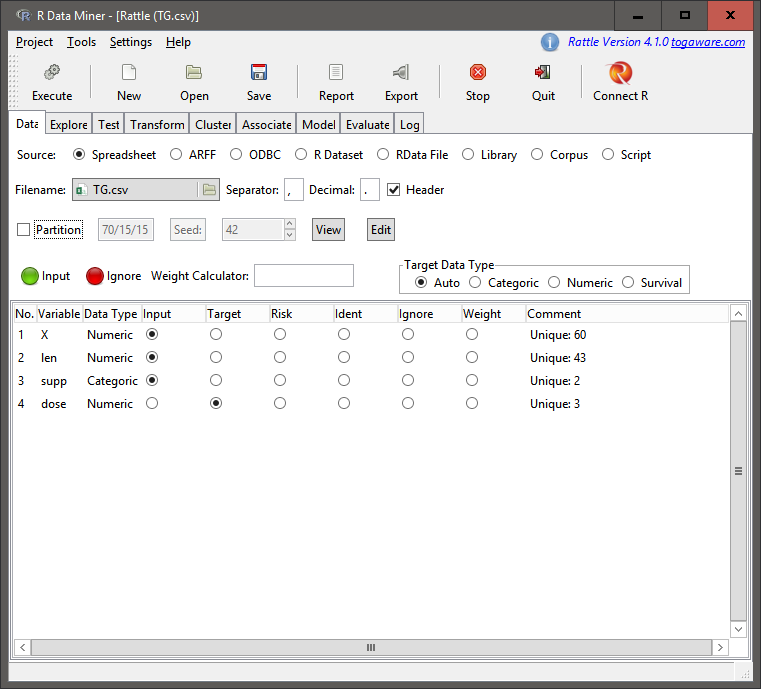 R Data Miner - [Rattle (TG.csv)]
Project Tools Settings Help Rattle Version 4.1.0 togaware.com
Execute New Open Save Report Export Stop Quit Connect R
Data Explore Test Transform Cluster Associate Model Evaluate Log
Source: Spreadsheet ARFF ODBC R Dataset RData File Library Corpus Script
Filename: TG.csv Separator: , Decimal: . Header
Partition 70/15/15 Seed: 42 View Edit
Target Data Type
Input Ignore Weight Calculator: Auto Categoric Numeric Survival
No. Variable Data Type Input Target Risk Ident Ignore Weight Comment
1 X Numeric Unique: 60
2 len Numeric Unique: 43
3 supp Categoric Unique: 2
4 dose Numeric Unique: 3